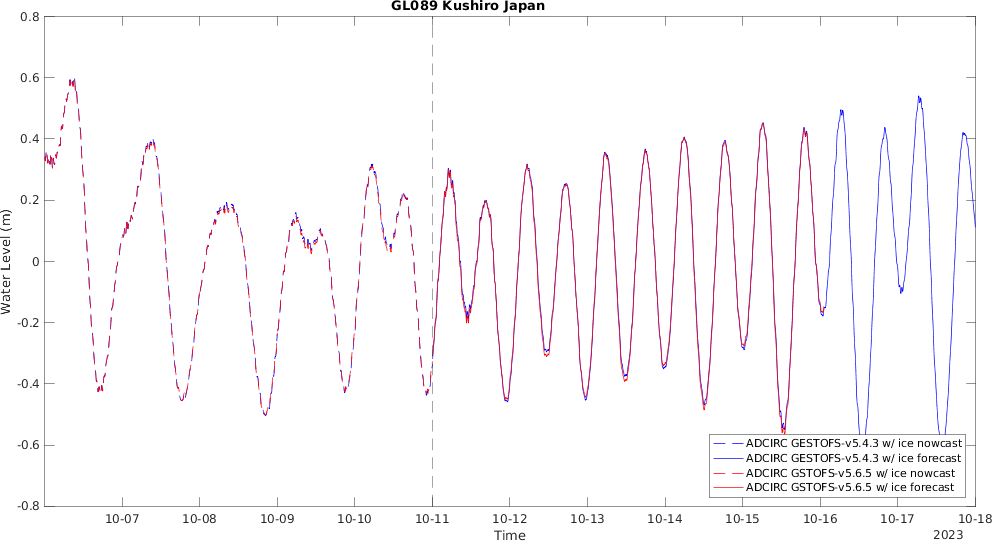 GL089 Kushiro Japan
0.8
0.6
0.4
0.2
0
-0.2
-0.4
-0.6
-0.8
Water Level (m)
ADCIRC GESTOFS-v5.4.3 w/ ice nowcast
ADCIRC GESTOFS-v5.4.3 w/ ice forecast
ADCIRC GSTOFS-v5.6.5 w/ ice nowcast
ADCIRC GSTOFS-v5.6.5 w/ ice forecast
10-07 10-08 10-09 10-10 10-11 10-12 10-13 10-14 10-15 10-16 10-17 10-18
Time
2023